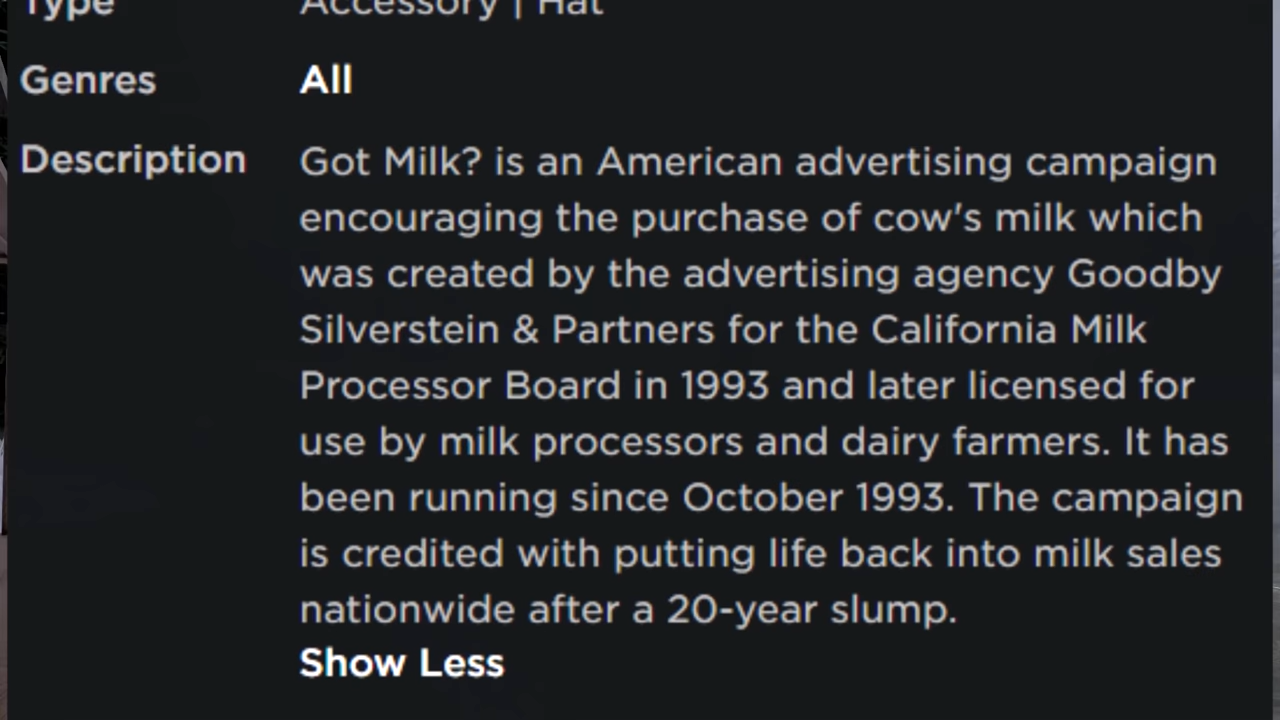 Type Accessory | Hat
Genres All
Description Got Milk? is an American advertising campaign
encouraging the purchase of cow's milk which
was created by the advertising agency Goodby
Silverstein & Partners for the California Milk
Processor Board in 1993 and later licensed for
use by milk processors and dairy farmers. It has
been running since October 1993. The campaign
is credited with putting life back into milk sales
nationwide after a 20-year slump.
Show Less